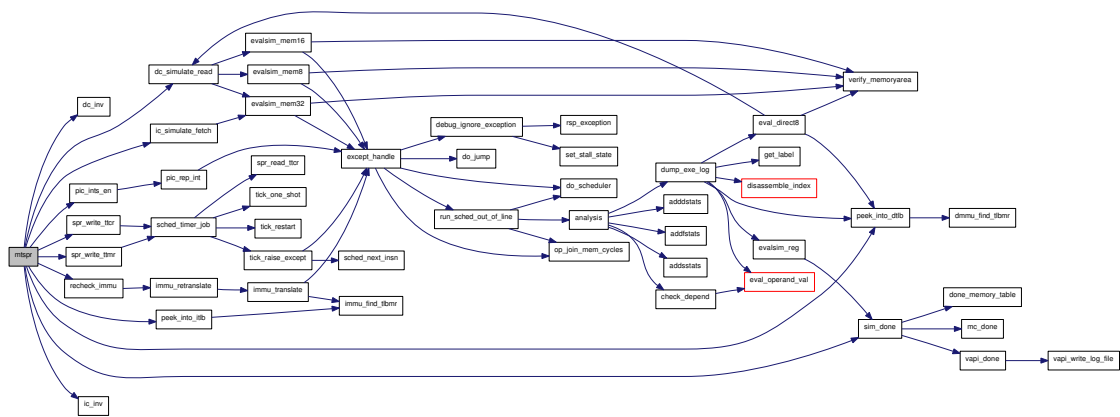 mtspr
dc_inv
dc_simulate_read
ic_simulate_fetch
pic_ints_en
spr_write_ttcr
spr_write_ttmr
recheck_immu
peek_into_itlb
ic_inv
evalsim_mem16
evalsim_mem8
evalsim_mem32
pic_rep_int
sched_timer_job
immu_retranslate
spr_read_ttcr
tick_one_shot
tick_restart
tick_raise_except
immu_translate
except_handle
sched_next_insn
immu_find_tlbmr
debug_ignore_exception
do_jump
run_sched_out_of_line
rsp_exception
set_stall_state
do_scheduler
analysis
op_join_mem_cycles
dump_exe_log
adddstats
addfstats
addsstats
check_depend
eval_direct8
get_label
disassemble_index
evalsim_reg
eval_operand_val
verify_memoryarea
peek_into_dtlb
sim_done
dmmu_find_tlbmr
done_memory_table
mc_done
vapi_done
vapi_write_log_file